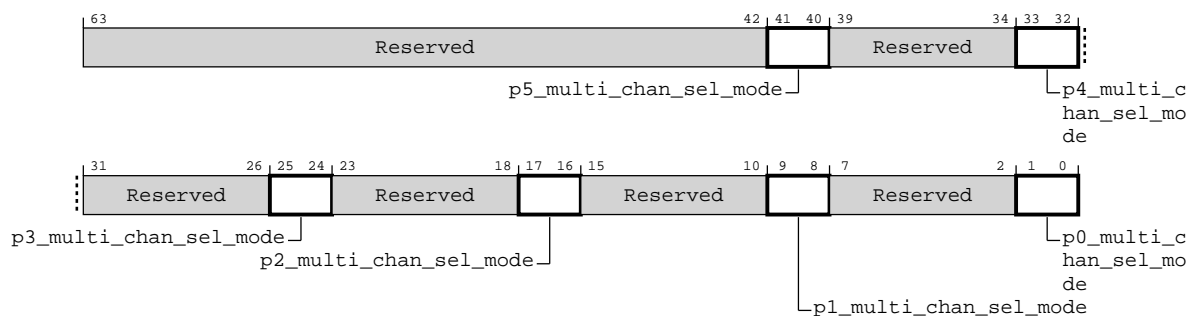 63 42 41 40 39 34 33 32
Reserved Reserved
p5_multi_chan_sel_mode p4_multi_c
han_sel_mo
de
31 26 25 24 23 18 17 16 15 10 9 8 7 2 1 0
Reserved Reserved Reserved Reserved
p3_multi_chan_sel_mode p0_multi_c
p2_multi_chan_sel_mode han_sel_mo
de
p1_multi_chan_sel_mode